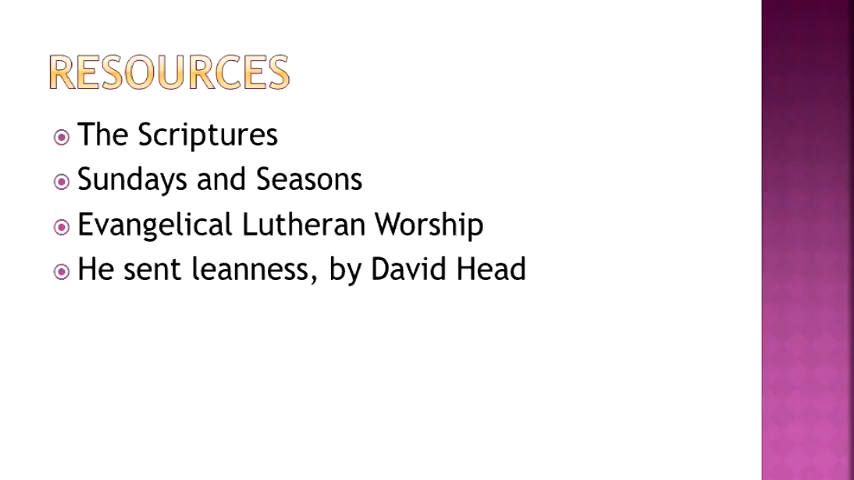 RESOURCES
The Scriptures
Sundays and Seasons
Evangelical Lutheran Worship
He sent leanness, by David Head